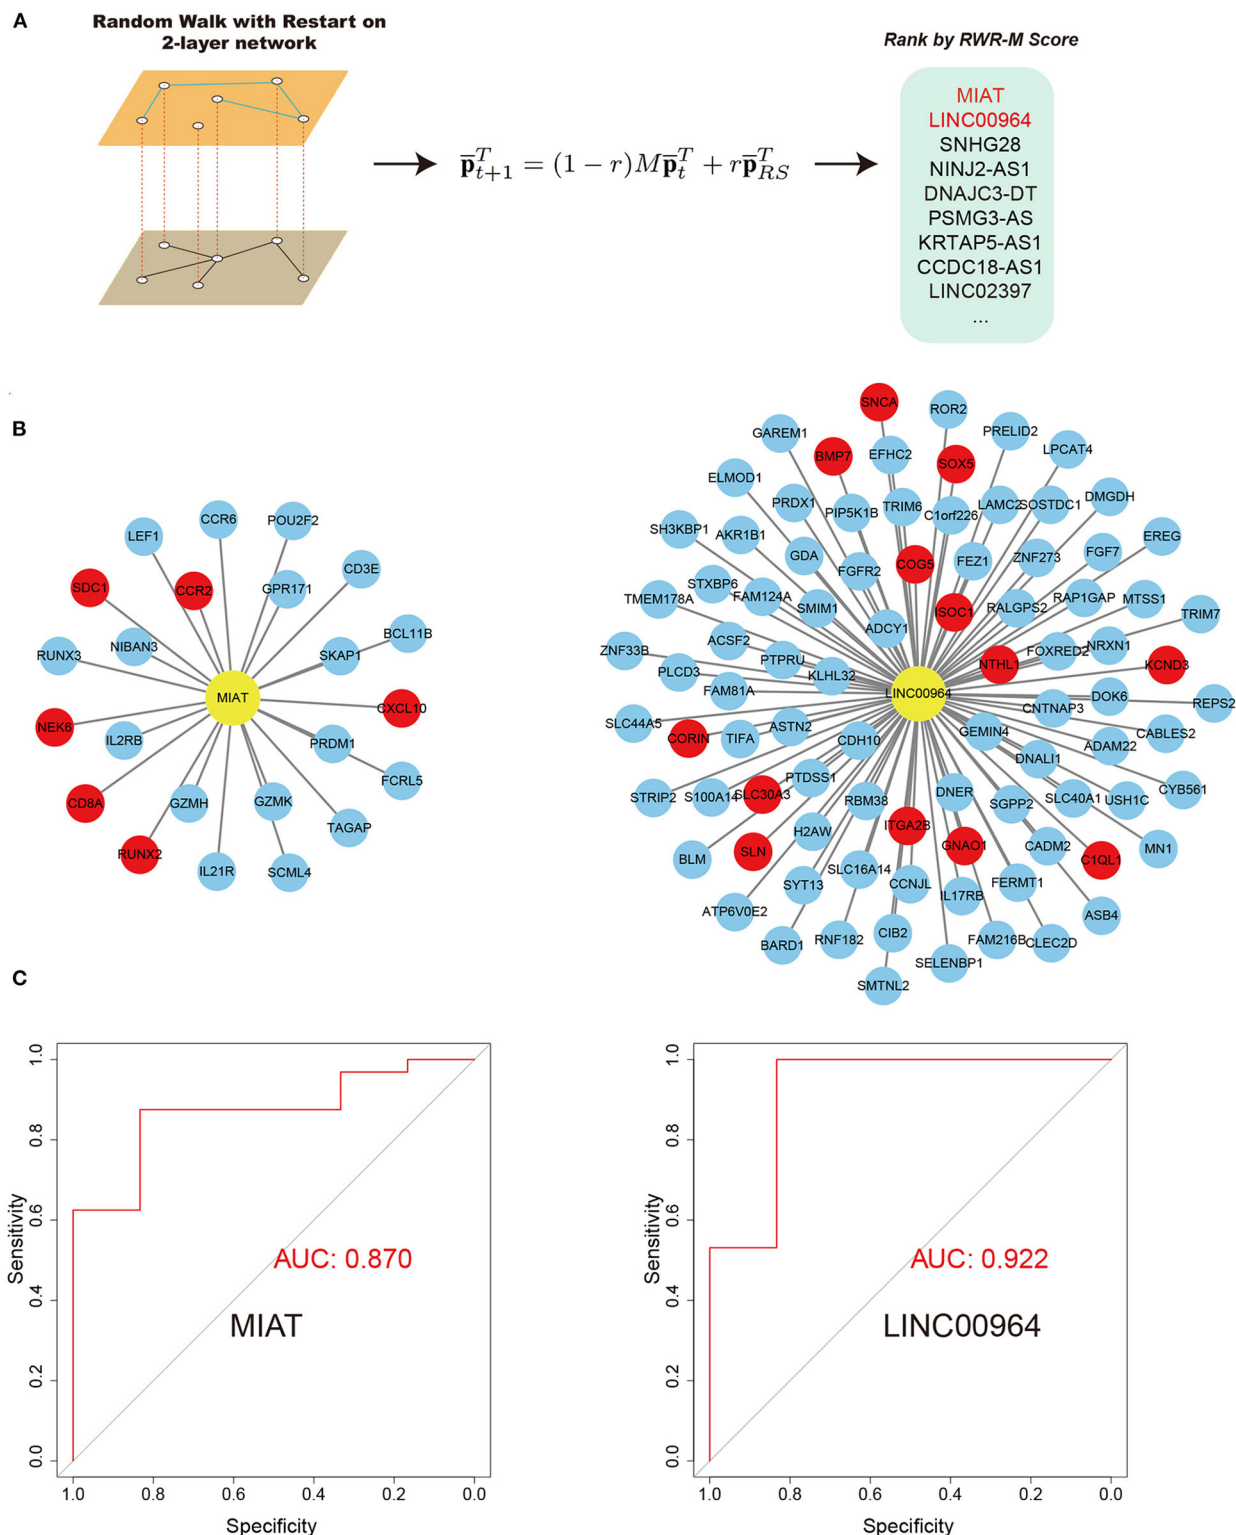 A
Random Walk with Restart on
2-layer network
Rank by RWR-M Score
p̅ᵀₜ₊₁ = (1 − r)Mp̅ᵀₜ + rp̅ᵀ_RS
MIAT
LINC00964
SNHG28
NINJ2-AS1
DNAJC3-DT
PSMG3-AS
KRTAP5-AS1
CCDC18-AS1
LINC02397
...
B
CCR6
POU2F2
LEF1
CD3E
SDC1
CCR2
GPR171
BCL11B
NIBAN3
RUNX3
SKAP1
MIAT
CXCL10
NEK6
IL2RB
PRDM1
FCRL5
CD8A
GZMH
GZMK
TAGAP
RUNX2
IL21R
SCML4
SNCA
ROR2
GAREM1
PRELID2
BMP7
EFHC2
SOX5
LPCAT4
ELMOD1
PRDX1
PIP5K1B
TRIM6
C1orf226
LAMC2
SOSTDC1
DMGDH
SH3KBP1
AKR1B1
GDA
FGFR2
COG5
FEZ1
ZNF273
FGF7
EREG
STXBP6
TMEM178A
FAM124A
SMIM1
ADCY1
ISOC1
RALGPS2
RAP1GAP
MTSS1
TRIM7
ZNF33B
ACSF2
PLCD3
PTPRU
KLHL32
NTHL1
FOXRED2
NRXN1
KCND3
FAM81A
LINC00964
CNTNAP3
DOK6
REPS2
SLC44A5
CORIN
TIFA
ASTN2
CDH10
GEMIN4
DNALI1
ADAM22
CABLES2
STRIP2
S100A14
SLC30A3
PTDSS1
RBM38
DNER
SGPP2
SLC40A1
USH1C
CYB561
BLM
SLN
H2AW
ITGA2B
GNAO1
CADM2
C1QL1
MN1
SYT13
SLC16A14
CCNJL
IL17RB
FERMT1
ATP6V0E2
ASB4
BARD1
RNF182
CIB2
FAM216B
CLEC2D
SELENBP1
SMTNL2
C
Sensitivity
0.0
0.2
0.4
0.6
0.8
1.0
AUC: 0.870
MIAT
1.0 0.8 0.6 0.4 0.2 0.0
Specificity
Sensitivity
0.0
0.2
0.4
0.6
0.8
1.0
AUC: 0.922
LINC00964
1.0 0.8 0.6 0.4 0.2 0.0
Specificity